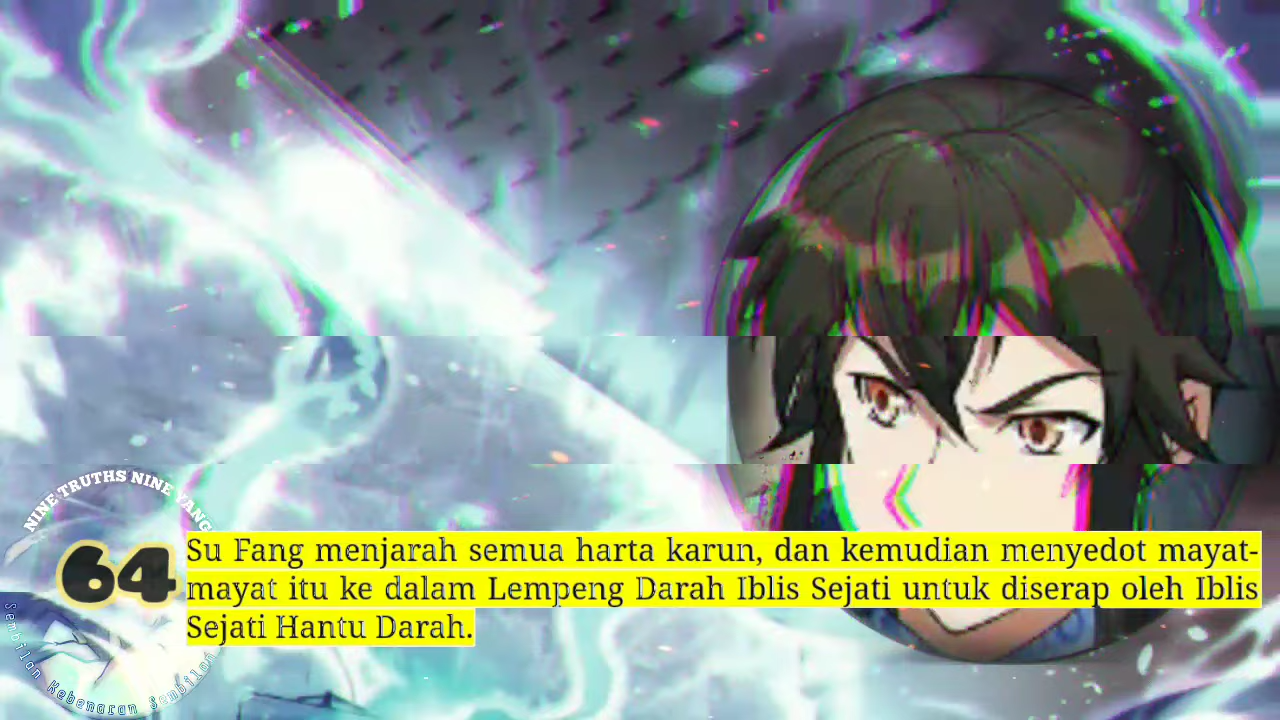 NINE TRUTHS NINE YANG
64
Su Fang menjarah semua harta karun, dan kemudian menyedot mayat-
mayat itu ke dalam Lempeng Darah Iblis Sejati untuk diserap oleh Iblis
Sejati Hantu Darah.
Sembilan Kebenaran Sembilan